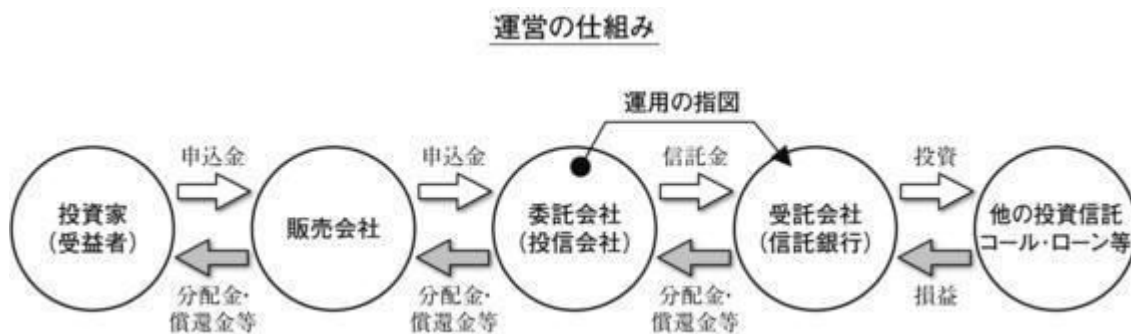 運営の仕組み
運用の指図
申込金
申込金
信託金
投資
投資家
(受益者)
販売会社
委託会社
(投信会社)
受託会社
(信託銀行)
他の投資信託
コール・ローン等
分配金・
償還金等
分配金・
償還金等
分配金・
償還金等
損益